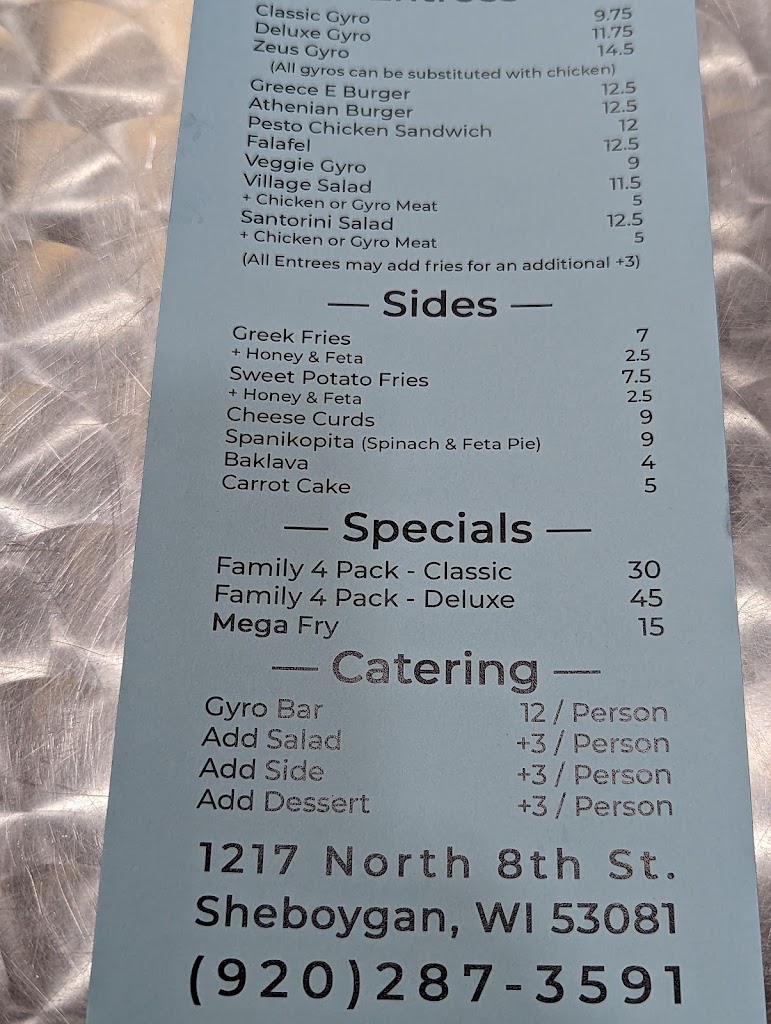 Entrees
Classic Gyro 9.75
Deluxe Gyro 11.75
Zeus Gyro 14.5
(All gyros can be substituted with chicken)
Greece E Burger 12.5
Athenian Burger 12.5
Pesto Chicken Sandwich 12
Falafel 12.5
Veggie Gyro 9
Village Salad 11.5
+ Chicken or Gyro Meat 5
Santorini Salad 12.5
+ Chicken or Gyro Meat 5
(All Entrees may add fries for an additional +3)
— Sides —
Greek Fries 7
+ Honey & Feta 2.5
Sweet Potato Fries 7.5
+ Honey & Feta 2.5
Cheese Curds 9
Spanikopita (Spinach & Feta Pie) 9
Baklava 4
Carrot Cake 5
— Specials —
Family 4 Pack - Classic 30
Family 4 Pack - Deluxe 45
Mega Fry 15
— Catering —
Gyro Bar 12 / Person
Add Salad +3 / Person
Add Side +3 / Person
Add Dessert +3 / Person
1217 North 8th St.
Sheboygan, WI 53081
(920)287-3591